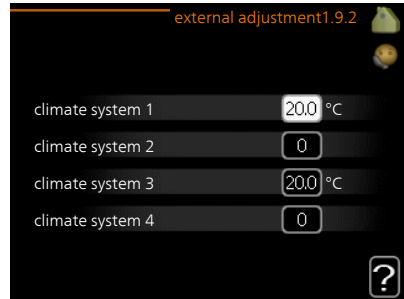 external adjustment1.9.2
climate system 1 20.0 °C
climate system 2 0
climate system 3 20.0 °C
climate system 4 0
?